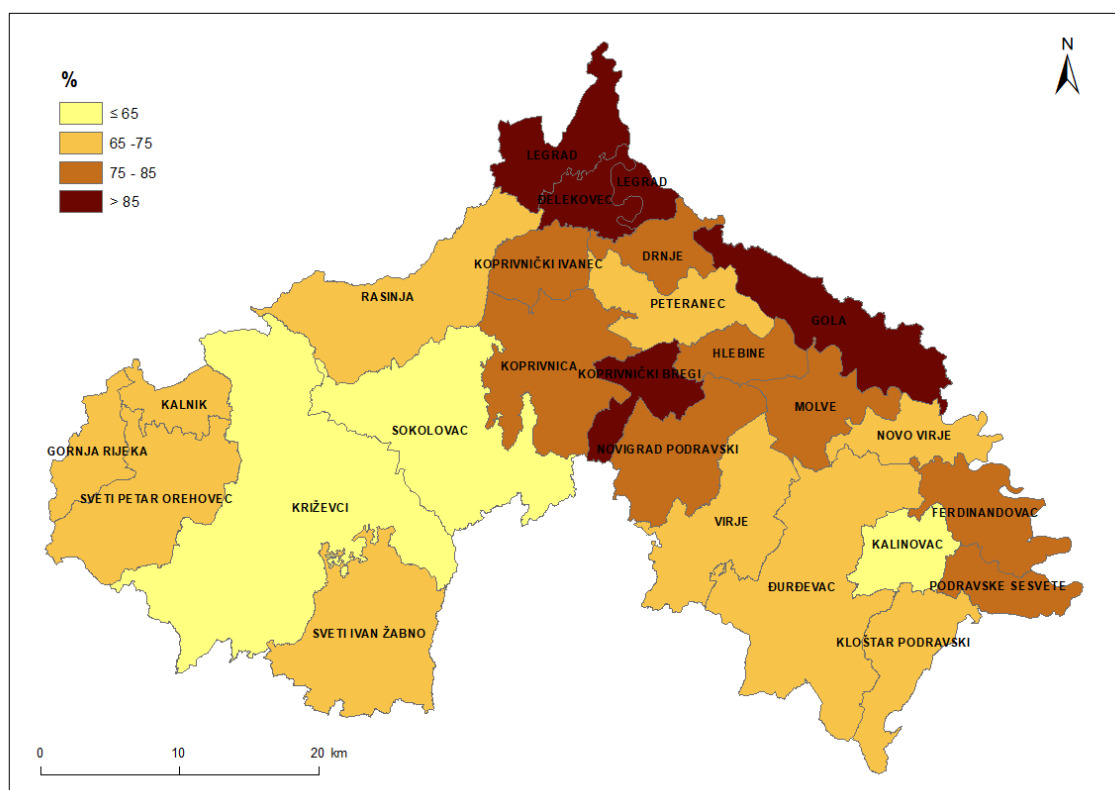 N
%
≤ 65
65 -75
75 - 85
> 85
LEGRAD
LEGRAD
ĐELEKOVEC
DRNJE
KOPRIVNIČKI IVANEC
RASINJA
PETERANEC
GOLA
HLEBINE
KOPRIVNICA
KOPRIVNIČKI BREGI
KALNIK
MOLVE
SOKOLOVAC
NOVO VIRJE
GORNJA RIJEKA
NOVIGRAD PODRAVSKI
SVETI PETAR OREHOVEC
KRIŽEVCI
FERDINANDOVAC
VIRJE
KALINOVAC
ĐURĐEVAC
PODRAVSKE SESVETE
SVETI IVAN ŽABNO
KLOŠTAR PODRAVSKI
0 10 20 km